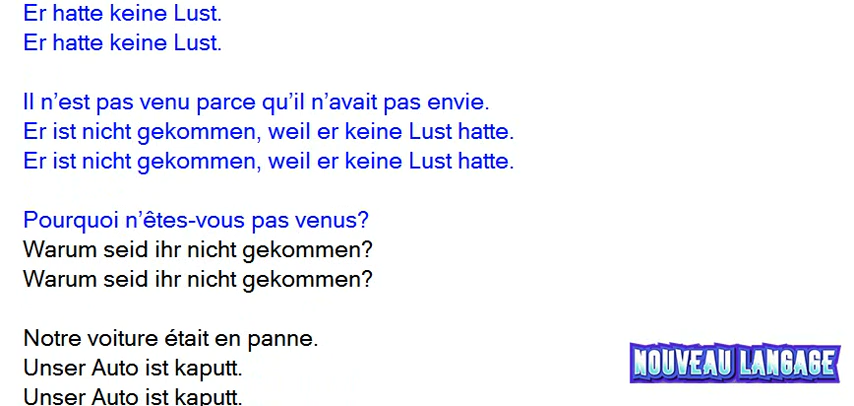 Er hatte keine Lust.
Er hatte keine Lust.
Il n’est pas venu parce qu’il n’avait pas envie.
Er ist nicht gekommen, weil er keine Lust hatte.
Er ist nicht gekommen, weil er keine Lust hatte.
Pourquoi n’êtes-vous pas venus?
Warum seid ihr nicht gekommen?
Warum seid ihr nicht gekommen?
Notre voiture était en panne.
Unser Auto ist kaputt.
Unser Auto ist kaputt.
NOUVEAU LANGAGE